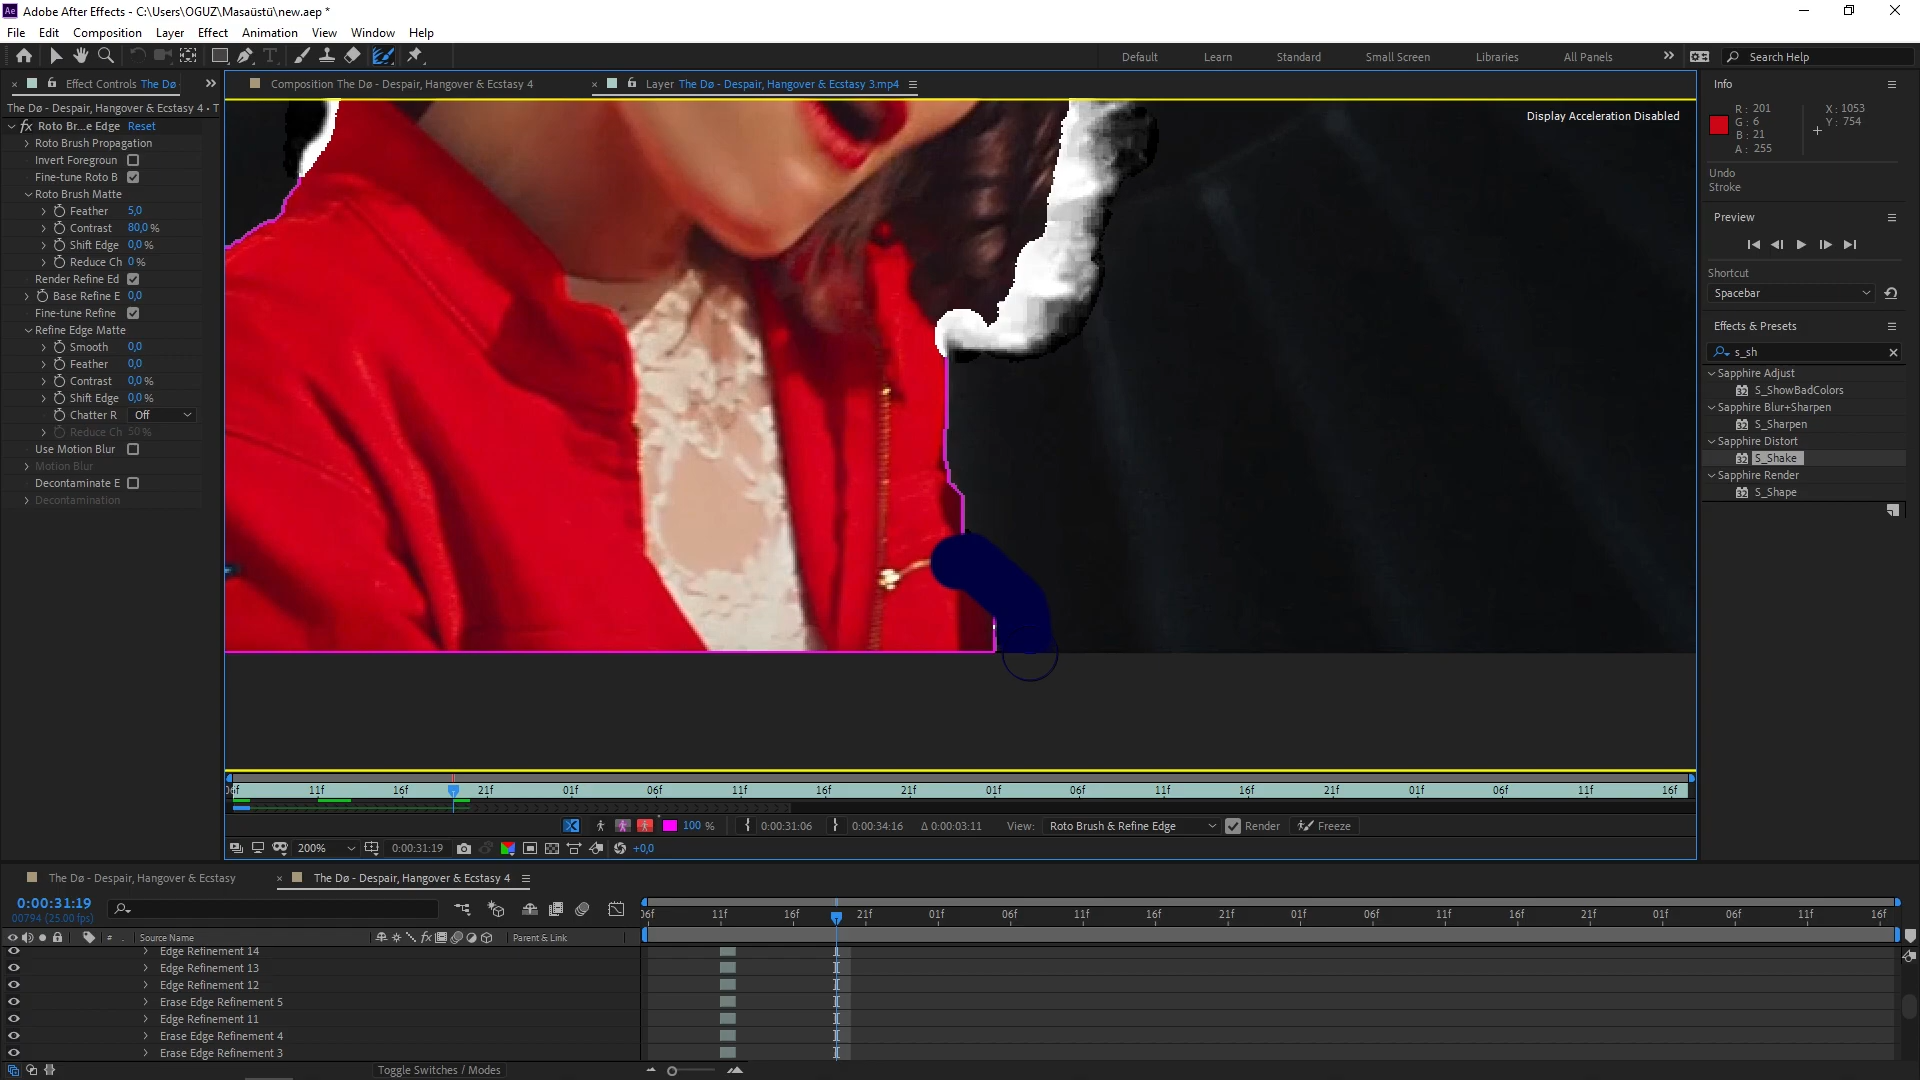 Adobe After Effects - C:\Users\OGUZ\Masaüstü\new.aep *
File Edit Composition Layer Effect Animation View Window Help
Default Learn Standard Small Screen Libraries All Panels Search Help
Effect Controls The Dø
Composition The Dø - Despair, Hangover & Ecstasy 4
Layer The Dø - Despair, Hangover & Ecstasy 3.mp4
The Dø - Despair, Hangover & Ecstasy 4 • T
fx Roto Br...e Edge Reset
Roto Brush Propagation
Invert Foregroun
Fine-tune Roto B
Roto Brush Matte
Feather 5,0
Contrast 80,0 %
Shift Edge 0,0 %
Reduce Ch 0 %
Render Refine Ed
Base Refine E 0,0
Fine-tune Refine
Refine Edge Matte
Smooth 0,0
Feather 0,0
Contrast 0,0 %
Shift Edge 0,0 %
Chatter R Off
Reduce Ch 50 %
Use Motion Blur
Motion Blur
Decontaminate E
Decontamination
Display Acceleration Disabled
Info
R: 201 X: 1053
G: 6 Y: 754
B: 21
A: 255
Undo
Stroke
Preview
Shortcut
Spacebar
Effects & Presets
s_sh
Sapphire Adjust
S_ShowBadColors
Sapphire Blur+Sharpen
S_Sharpen
Sapphire Distort
S_Shake
Sapphire Render
S_Shape
11f 16f 21f 01f 06f 11f 16f 21f 01f 06f 11f 16f 21f 01f 06f 11f 16f
100 % 0:00:31:06 0:00:34:16 Δ 0:00:03:11 View: Roto Brush & Refine Edge Render Freeze
200% 0:00:31:19 +0,0
The Dø - Despair, Hangover & Ecstasy
The Dø - Despair, Hangover & Ecstasy 4
0:00:31:19
00794 (25.00 fps)
06f 11f 16f 21f 01f 06f 11f 16f 21f 01f 06f 11f 16f 21f 01f 06f 11f 16f
# Source Name fx Parent & Link
Edge Refinement 14
Edge Refinement 13
Edge Refinement 12
Erase Edge Refinement 5
Edge Refinement 11
Erase Edge Refinement 4
Erase Edge Refinement 3
Toggle Switches / Modes